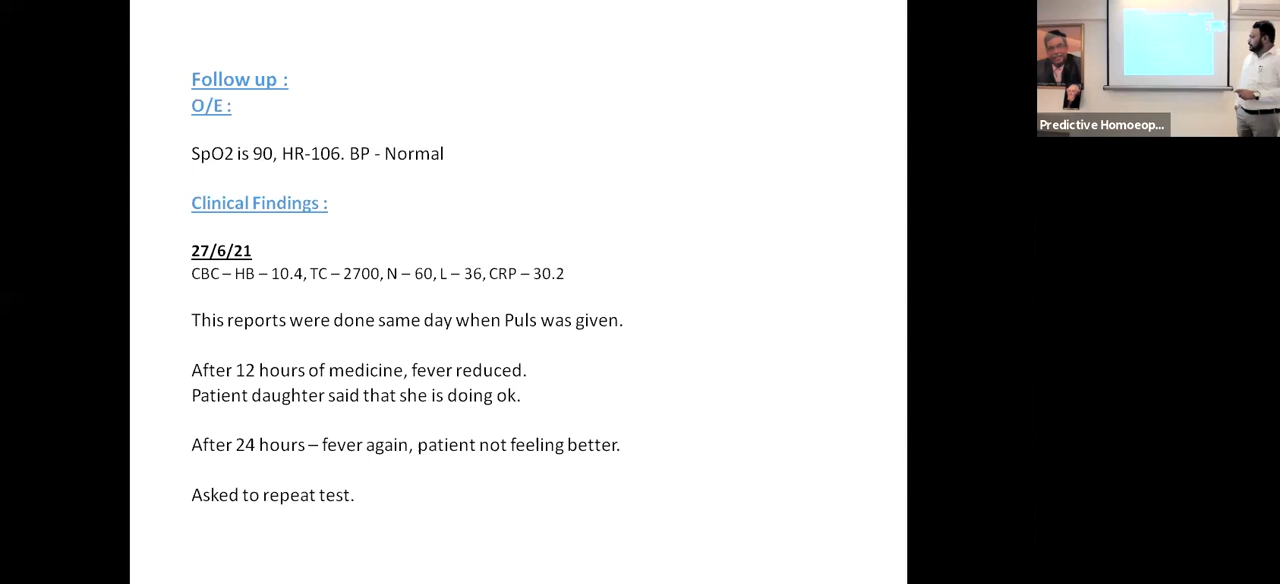 Follow up :
O/E :
SpO2 is 90, HR-106. BP - Normal
Clinical Findings :
27/6/21
CBC – HB – 10.4, TC – 2700, N – 60, L – 36, CRP – 30.2
This reports were done same day when Puls was given.
After 12 hours of medicine, fever reduced.
Patient daughter said that she is doing ok.
After 24 hours – fever again, patient not feeling better.
Asked to repeat test.
Predictive Homoeop...